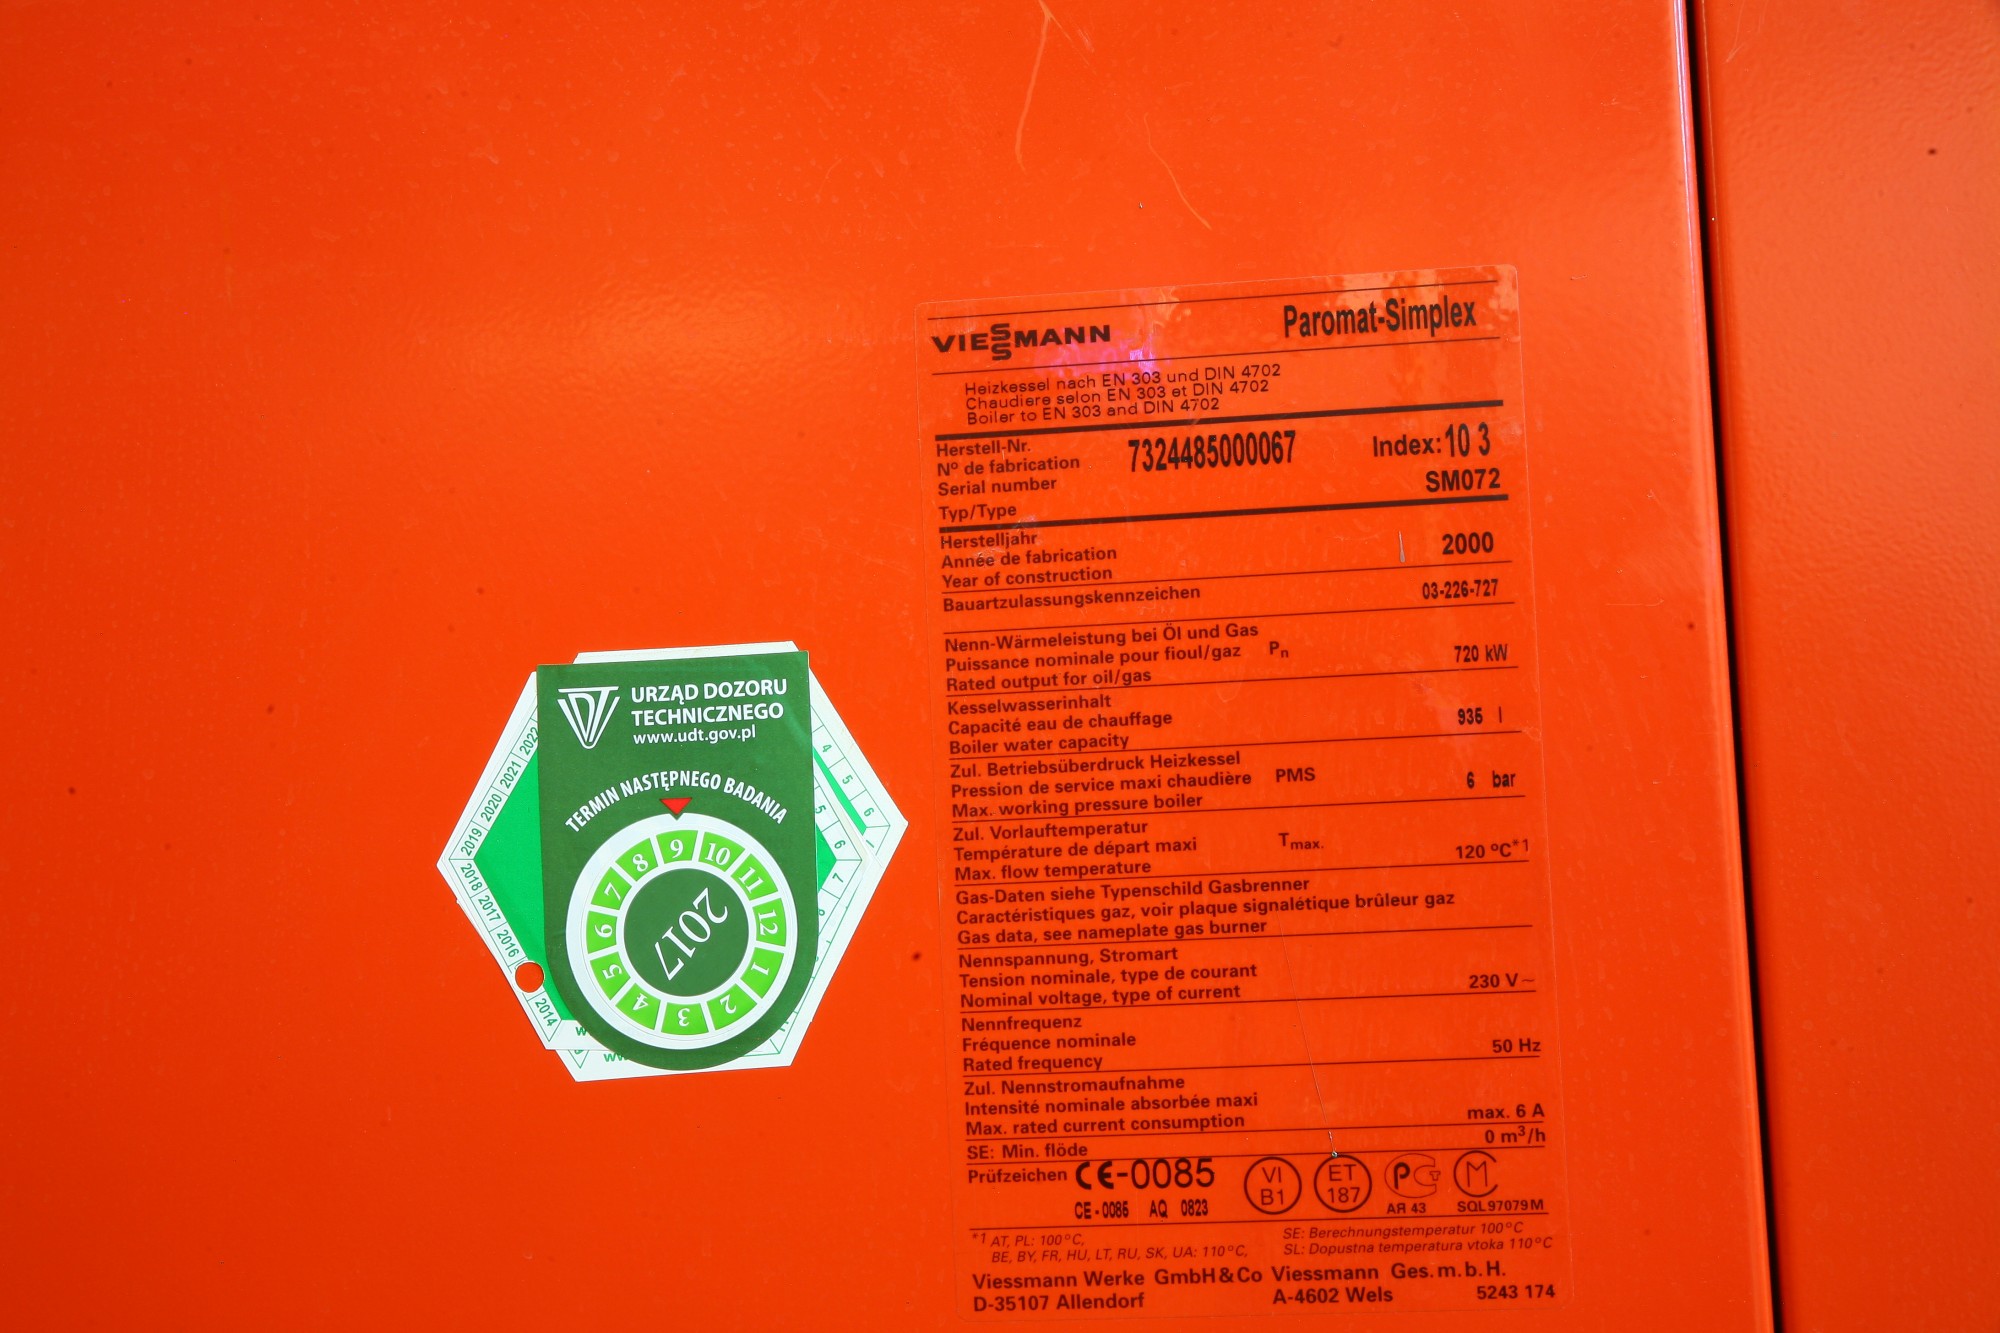 VIESSMANN Paromat-Simplex
Heizkessel nach EN 303 und DIN 4702
Chaudiere selon EN 303 et DIN 4702
Boiler to EN 303 and DIN 4702
Herstell-Nr.
N° de fabrication 7324485000067 Index: 10 3
Serial number SM072
Typ/Type
Herstelljahr
Année de fabrication 2000
Year of construction
Bauartzulassungskennzeichen 03-226-727
Nenn-Wärmeleistung bei Öl und Gas
Puissance nominale pour fioul/gaz Pn 720 kW
Rated output for oil/gas
Kesselwasserinhalt
Capacité eau de chauffage 935 l
Boiler water capacity
Zul. Betriebsüberdruck Heizkessel
Pression de service maxi chaudière PMS 6 bar
Max. working pressure boiler
Zul. Vorlauftemperatur
Température de départ maxi Tmax. 120 °C*1
Max. flow temperature
Gas-Daten siehe Typenschild Gasbrenner
Caractéristiques gaz, voir plaque signalétique brûleur gaz
Gas data, see nameplate gas burner
Nennspannung, Stromart
Tension nominale, type de courant 230 V~
Nominal voltage, type of current
Nennfrequenz
Fréquence nominale 50 Hz
Rated frequency
Zul. Nennstromaufnahme
Intensité nominale absorbée maxi
Max. rated current consumption max. 6 A
SE: Min. flöde 0 m³/h
Prüfzeichen CE-0085 VI B1 ET 187 PCT M
CE-0085 AQ 0823 АЯ 43 SQL97079M
*1 AT, PL: 100°C, SE: Berechnungstemperatur 100°C
BE, BY, FR, HU, LT, RU, SK, UA: 110°C, SL: Dopustna temperatura vtoka 110°C
Viessmann Werke GmbH&Co Viessmann Ges.m.b.H.
D-35107 Allendorf A-4602 Wels 5243 174
UDT URZĄD DOZORU
TECHNICZNEGO
www.udt.gov.pl
TERMIN NASTĘPNEGO BADANIA
9 10 11 12 1 2 3 4 5 6 7 8
2017
2022
2021
2020
2019
2018
2017
2016
2014
4
5
6
5
6
7